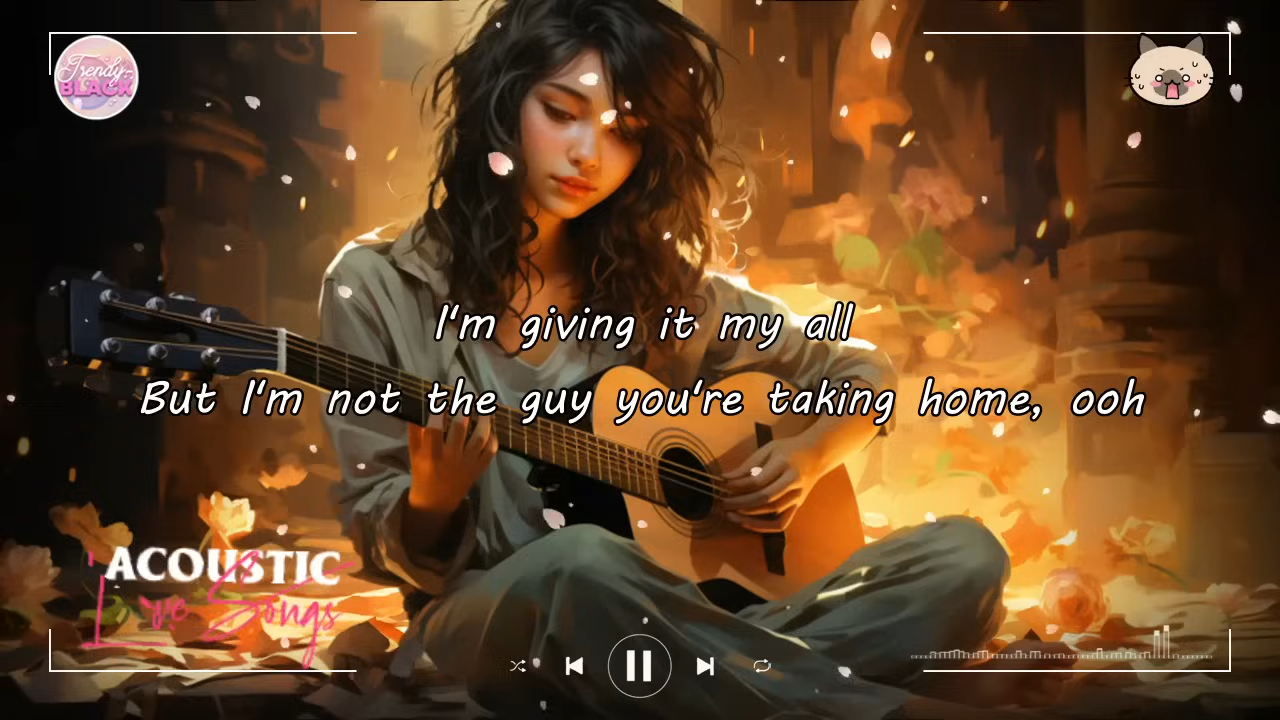 Trendy
BLACK
I'm giving it my all
But I'm not the guy you're taking home, ooh
ACOUSTIC
Love Songs